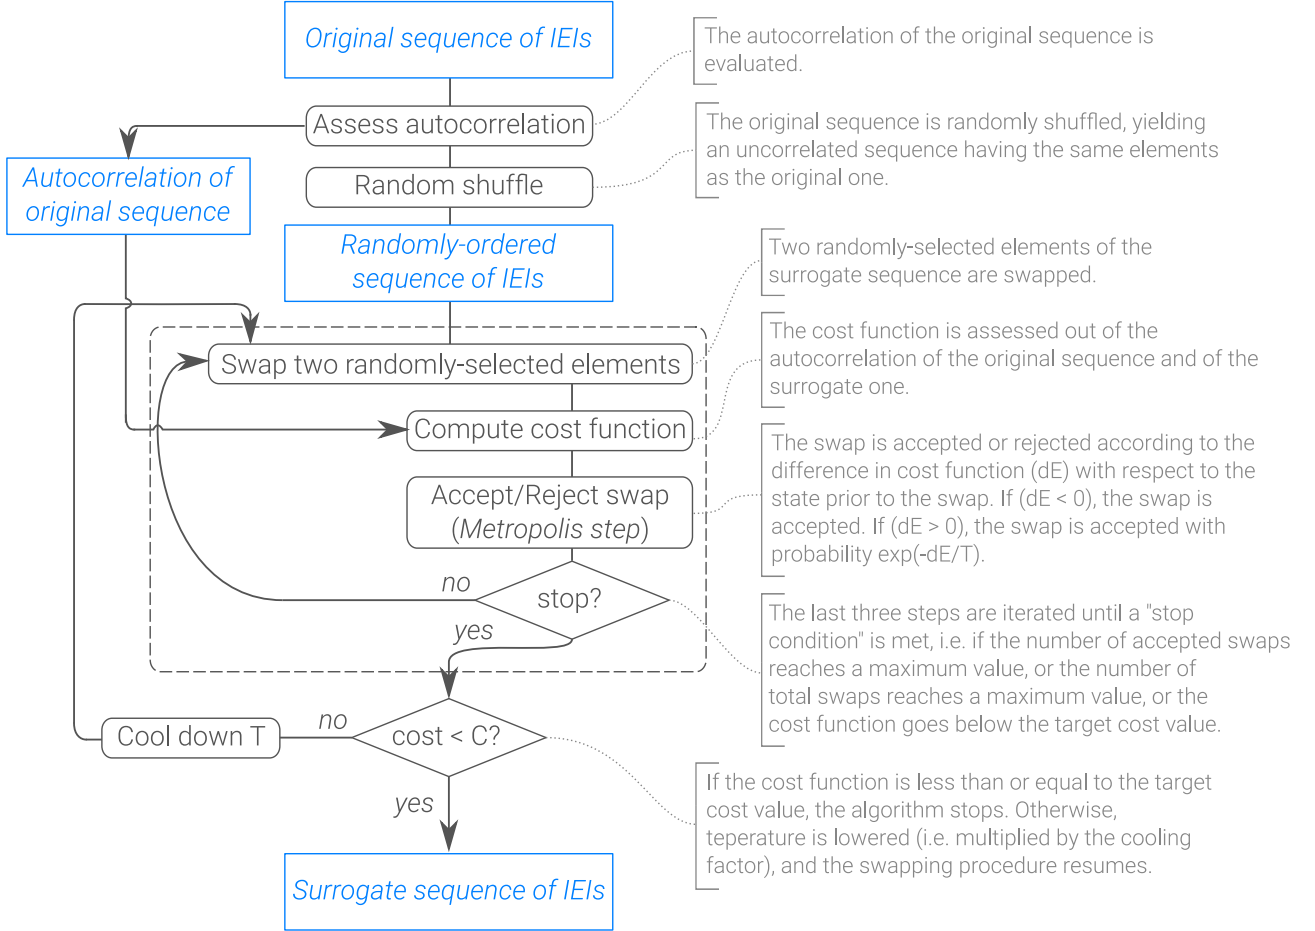 Original sequence of IEIs
The autocorrelation of the original sequence is
evaluated.
Assess autocorrelation
The original sequence is randomly shuffled, yielding
an uncorrelated sequence having the same elements
as the original one.
Autocorrelation of
original sequence
Random shuffle
Randomly-ordered
sequence of IEIs
Two randomly-selected elements of the
surrogate sequence are swapped.
Swap two randomly-selected elements
The cost function is assessed out of the
autocorrelation of the original sequence and of the
surrogate one.
Compute cost function
The swap is accepted or rejected according to the
difference in cost function (dE) with respect to the
state prior to the swap. If (dE < 0), the swap is
accepted. If (dE > 0), the swap is accepted with
probability exp(-dE/T).
Accept/Reject swap
(Metropolis step)
no
stop?
yes
The last three steps are iterated until a "stop
condition" is met, i.e. if the number of accepted swaps
reaches a maximum value, or the number of
total swaps reaches a maximum value, or the
cost function goes below the target cost value.
Cool down T
no
cost < C?
yes
If the cost function is less than or equal to the target
cost value, the algorithm stops. Otherwise,
teperature is lowered (i.e. multiplied by the cooling
factor), and the swapping procedure resumes.
Surrogate sequence of IEIs